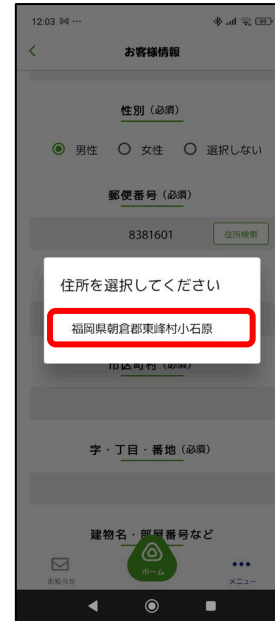 12:03
お客様情報
性別（必須）
男性 女性 選択しない
郵便番号（必須）
8381601 住所検索
住所を選択してください
福岡県朝倉郡東峰村小石原
市区町村（必須）
字・丁目・番地（必須）
建物名・部屋番号など
お知らせ ホーム メニュー